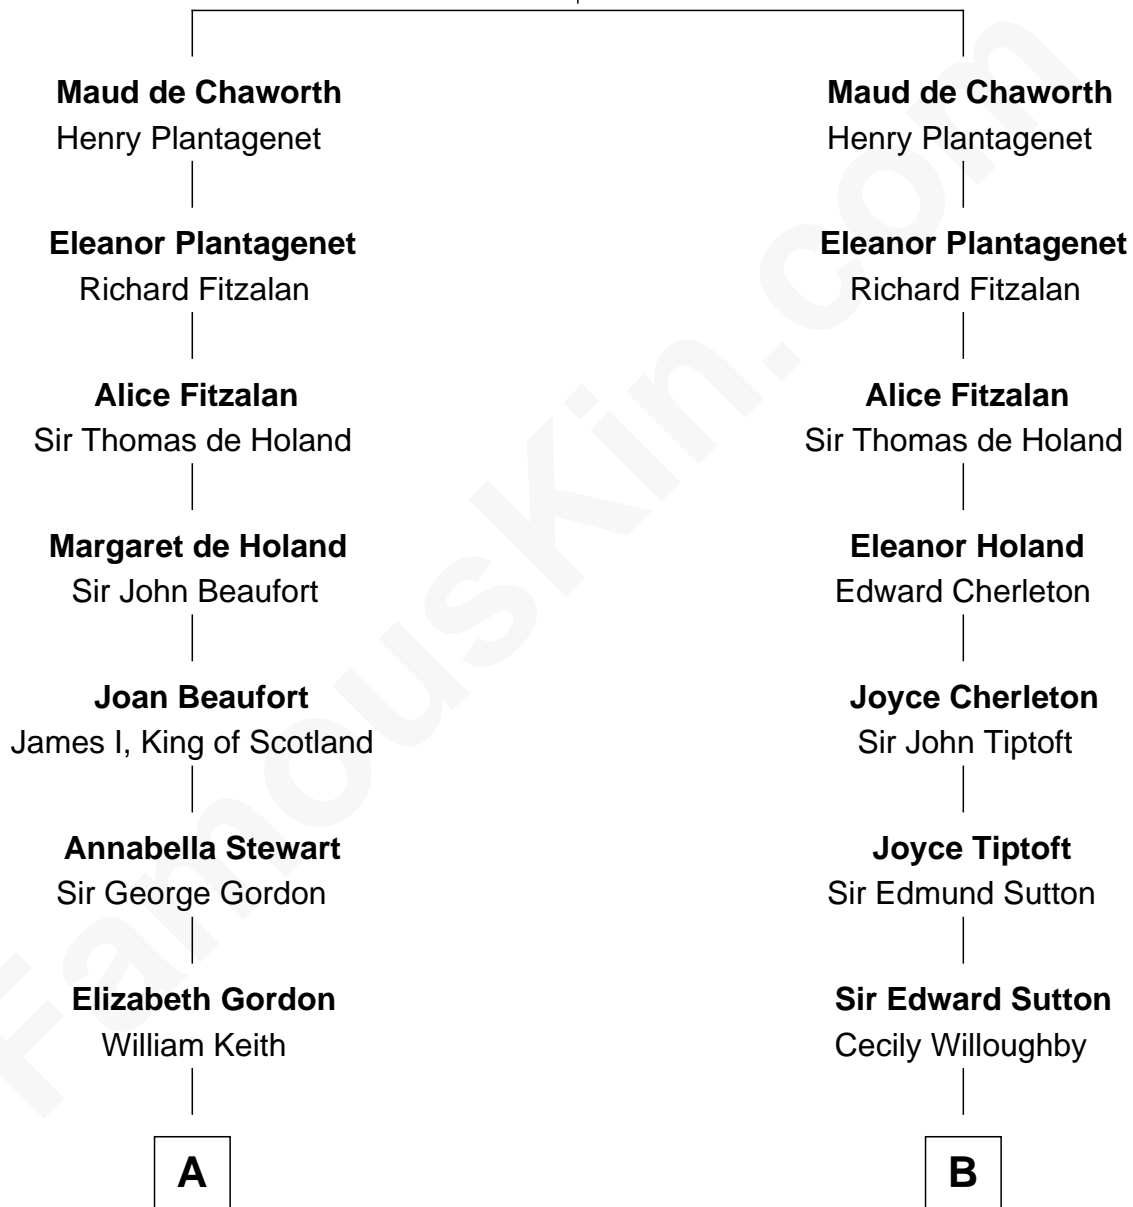 Maud de Chaworth
Henry Plantagenet
Eleanor Plantagenet
Richard Fitzalan
Alice Fitzalan
Sir Thomas de Holand
Margaret de Holand
Sir John Beaufort
Joan Beaufort
James I, King of Scotland
Annabella Stewart
Sir George Gordon
Elizabeth Gordon
William Keith
A
Maud de Chaworth
Henry Plantagenet
Eleanor Plantagenet
Richard Fitzalan
Alice Fitzalan
Sir Thomas de Holand
Eleanor Holand
Edward Cherleton
Joyce Cherleton
Sir John Tiptoft
Joyce Tiptoft
Sir Edmund Sutton
Sir Edward Sutton
Cecily Willoughby
B
FamousKin.com